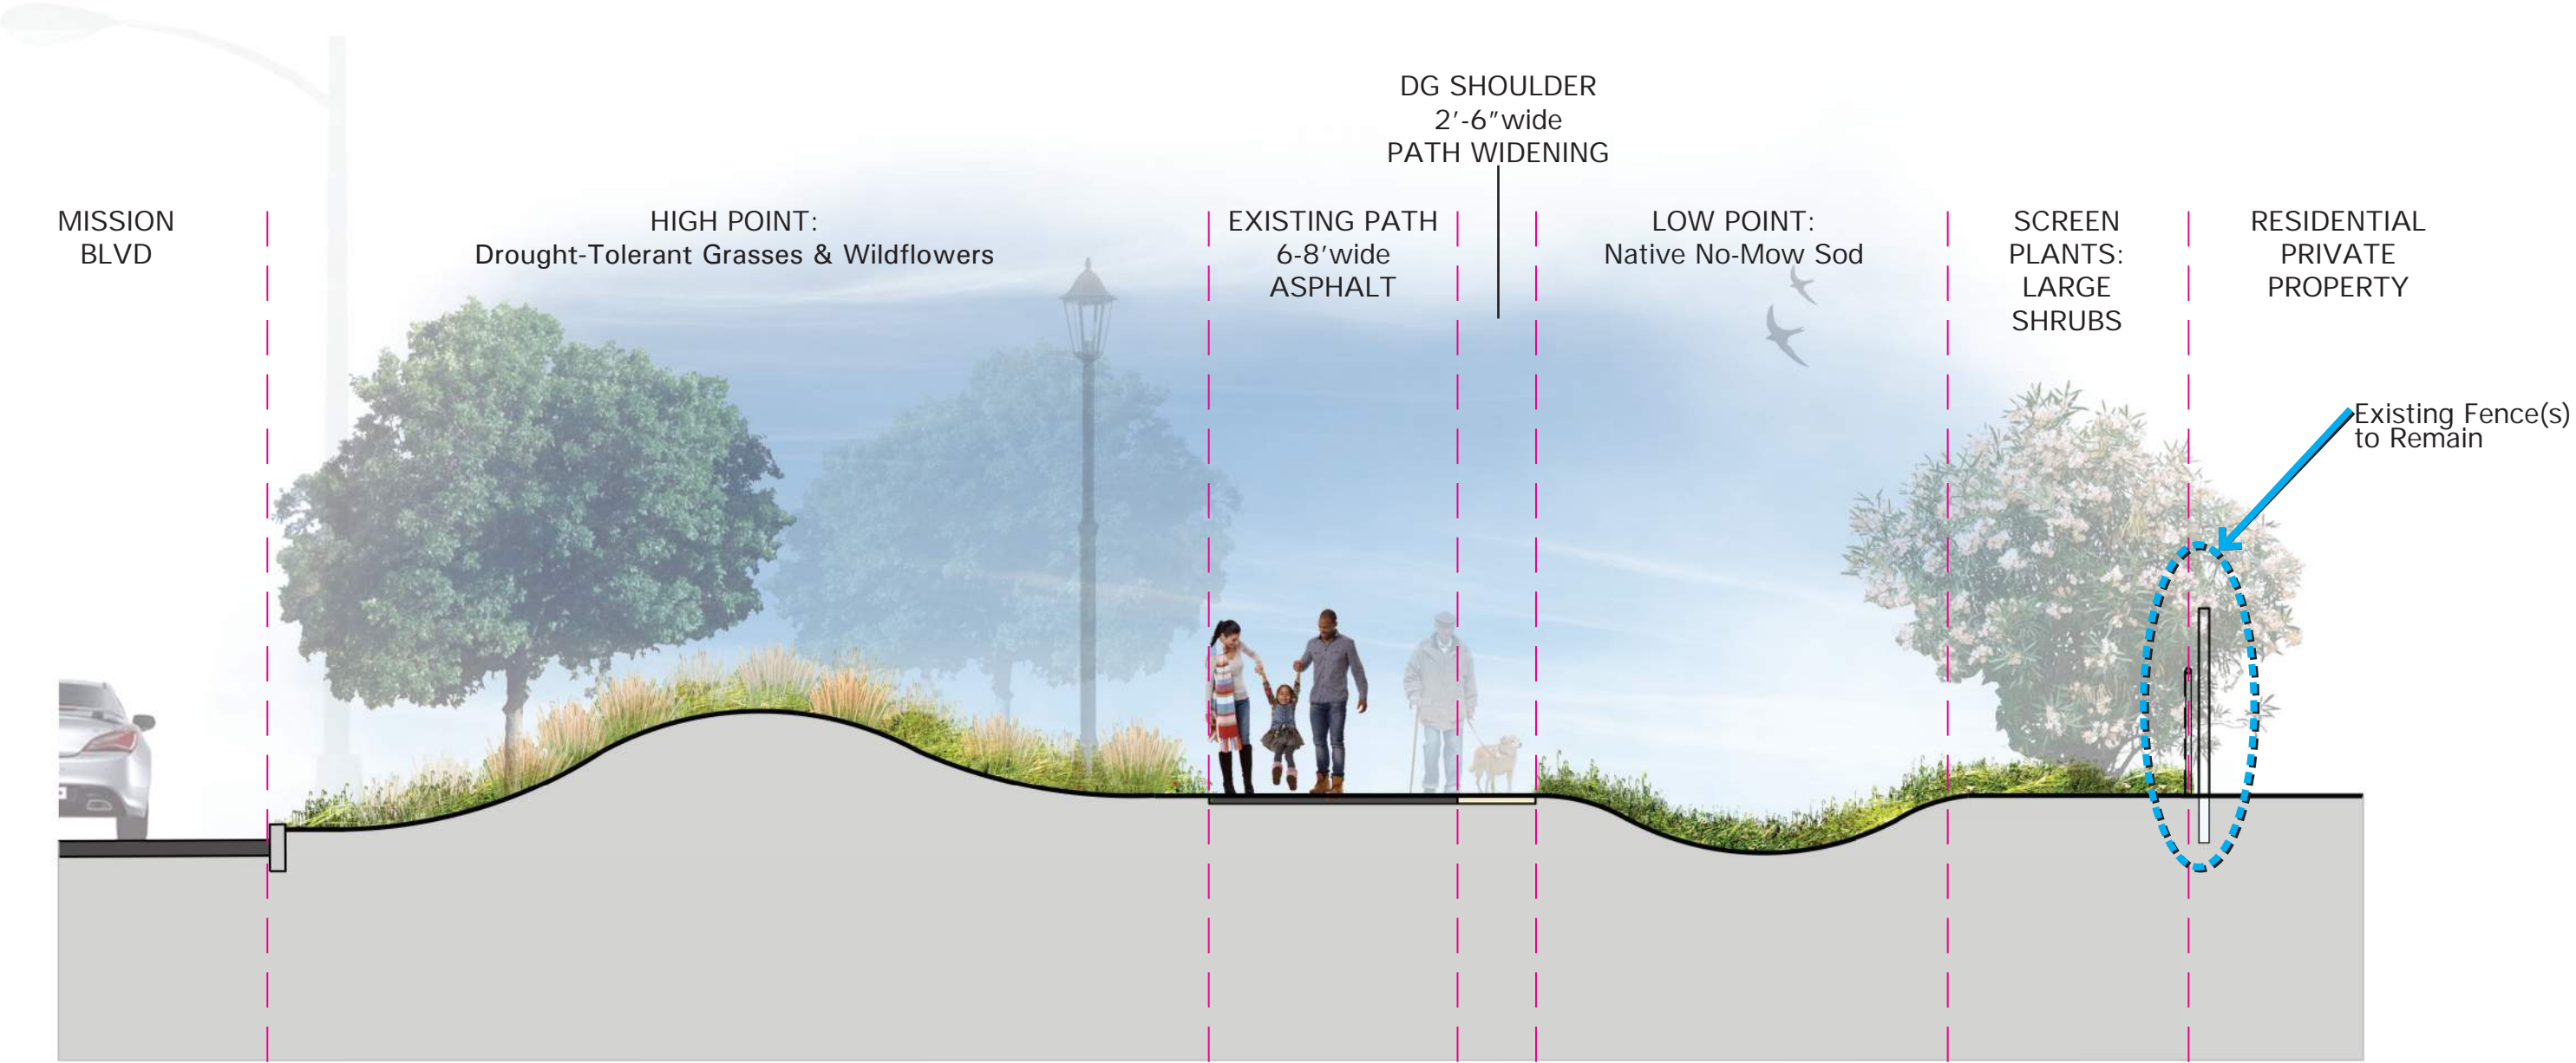 DG SHOULDER
2'-6"wide
PATH WIDENING
MISSION
BLVD
HIGH POINT:
Drought-Tolerant Grasses & Wildflowers
EXISTING PATH
6-8'wide
ASPHALT
LOW POINT:
Native No-Mow Sod
SCREEN
PLANTS:
LARGE
SHRUBS
RESIDENTIAL
PRIVATE
PROPERTY
Existing Fence(s)
to Remain